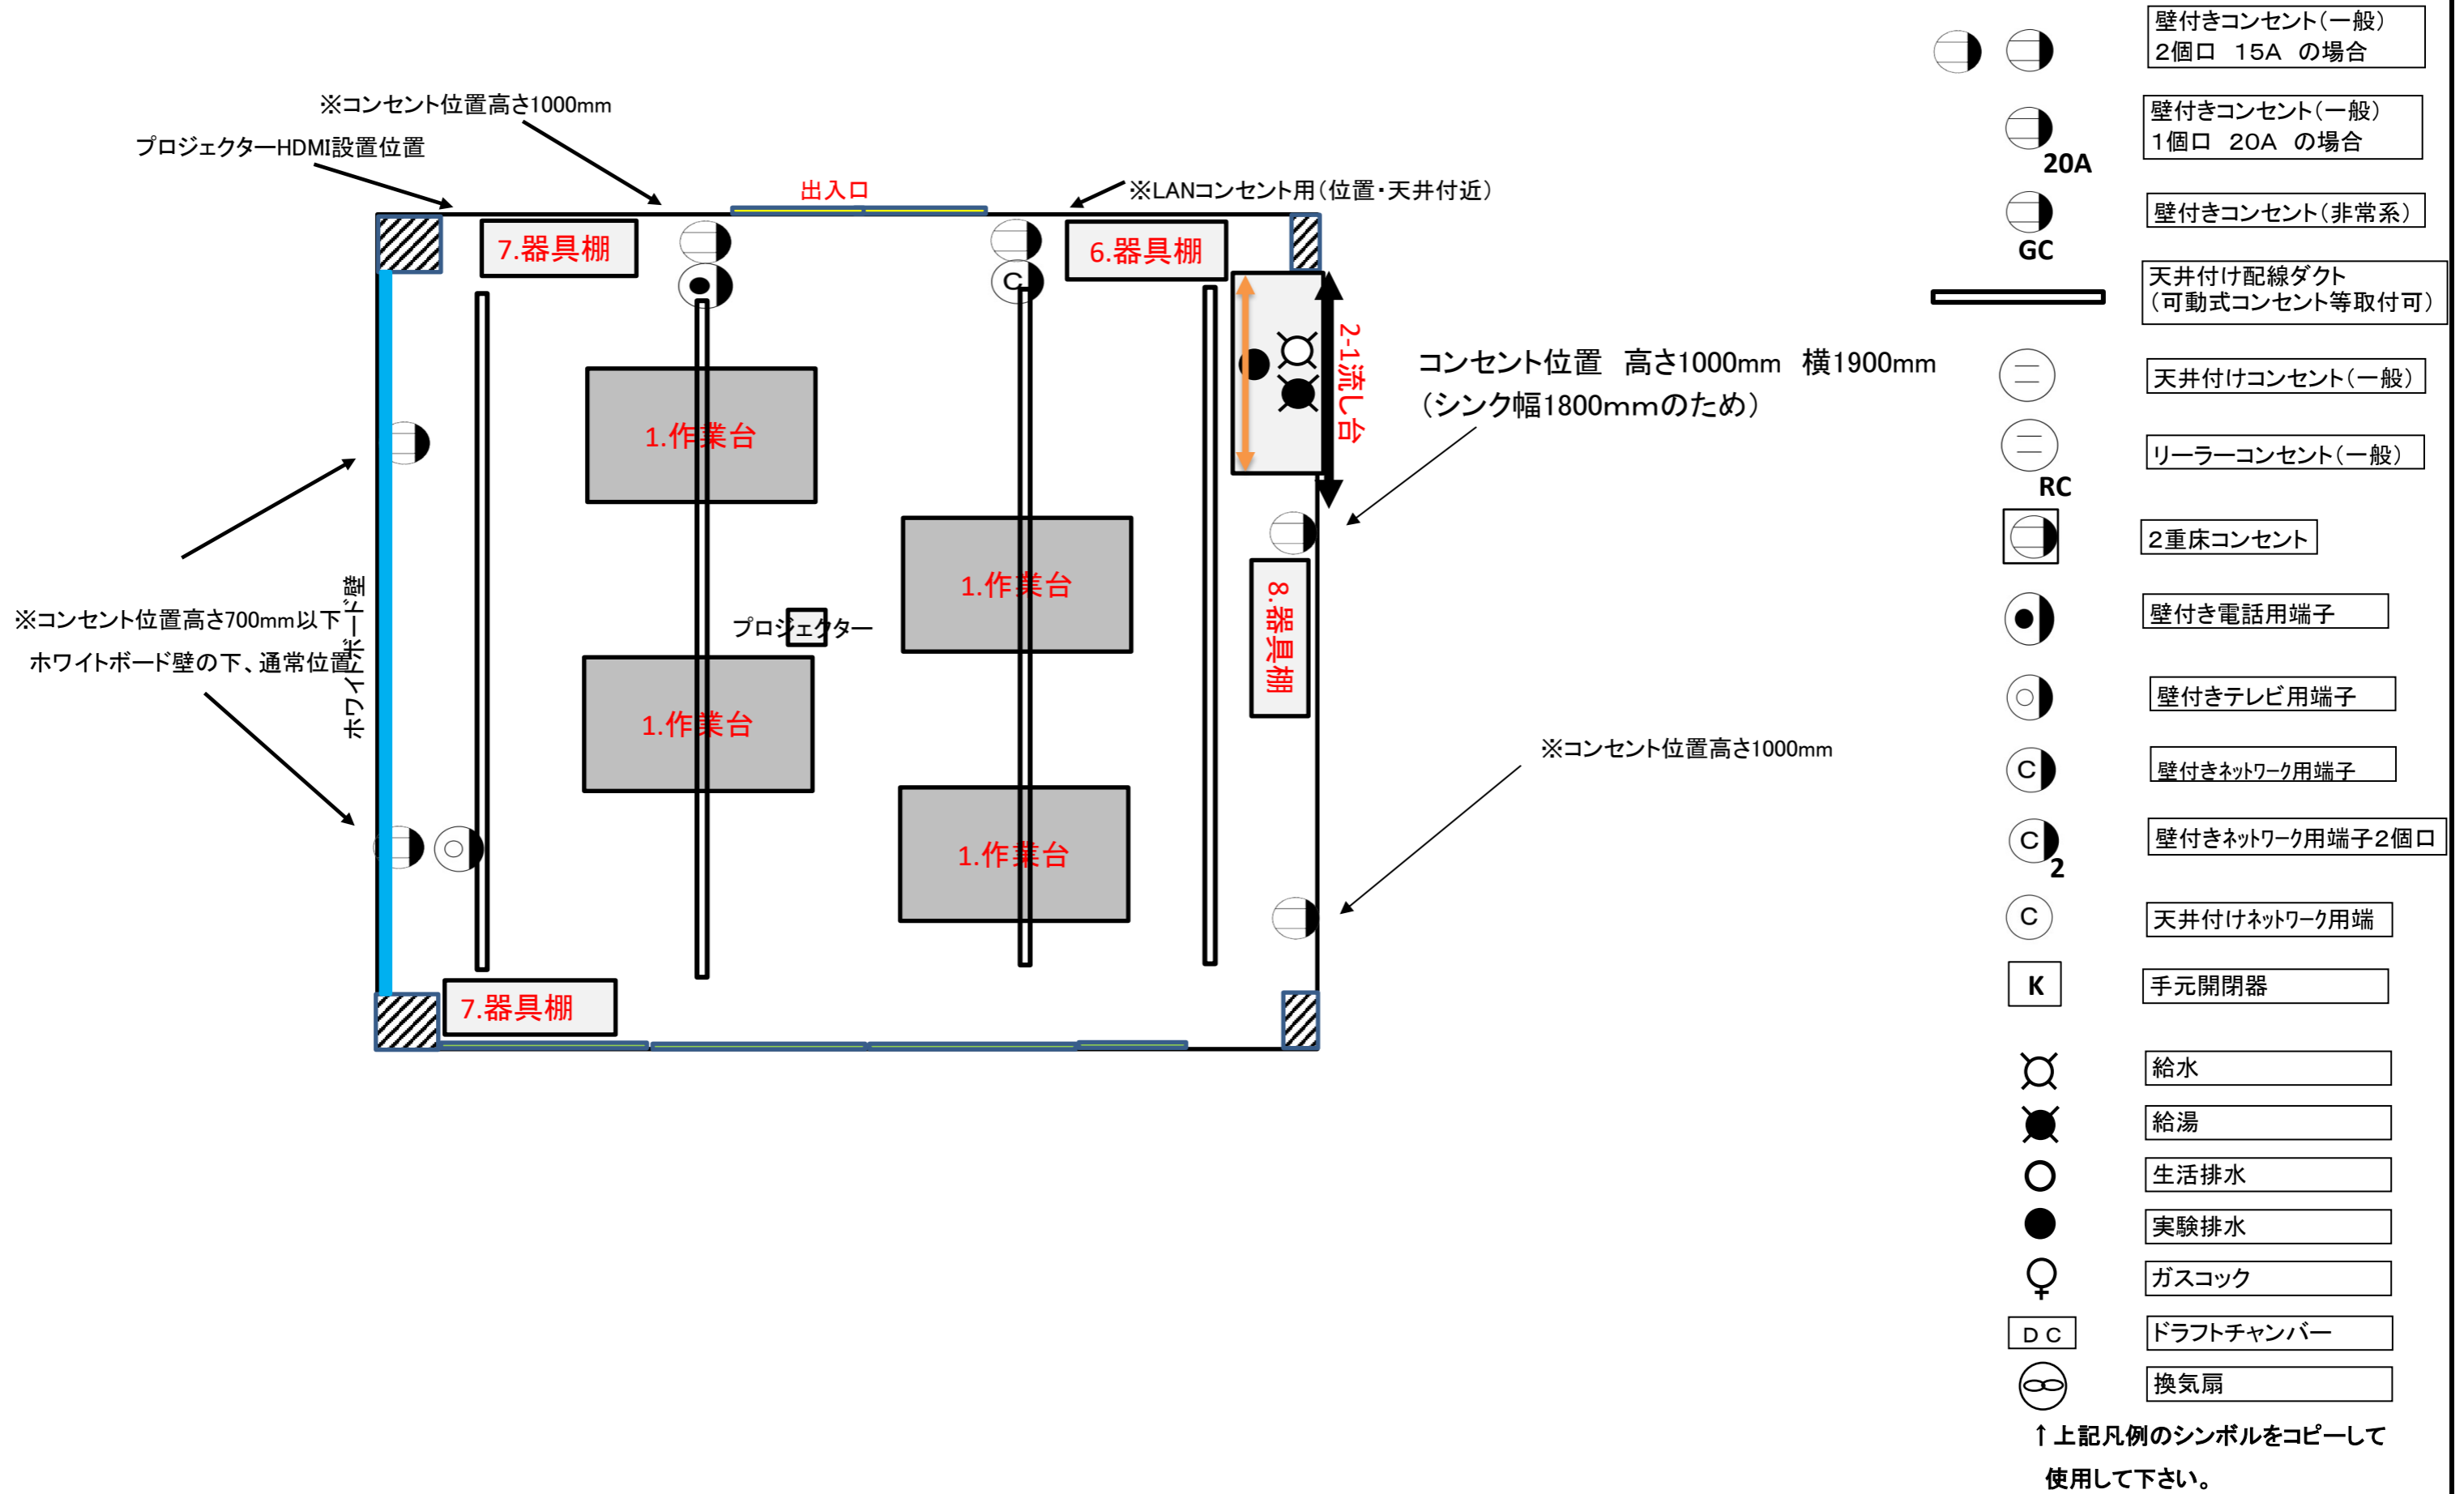 ※コンセント位置高さ1000mm
プロジェクターHDMI設置位置
出入口
※LANコンセント用（位置・天井付近）
7.器具棚
6.器具棚
C
2-1流し台
コンセント位置　高さ1000mm　横1900mm
（シンク幅1800mmのため）
1.作業台
1.作業台
8.器具棚
プロジェクター
ホワイトボード壁
※コンセント位置高さ700mm以下
ホワイトボード壁の下、通常位置
1.作業台
※コンセント位置高さ1000mm
1.作業台
7.器具棚
壁付きコンセント（一般）
2個口　15A　の場合
壁付きコンセント（一般）
1個口　20A　の場合
20A
壁付きコンセント（非常系）
GC
天井付け配線ダクト
（可動式コンセント等取付可）
天井付けコンセント（一般）
リーラーコンセント（一般）
RC
2重床コンセント
壁付き電話用端子
壁付きテレビ用端子
C
壁付きネットワーク用端子
C
2
壁付きネットワーク用端子2個口
C
天井付けネットワーク用端
K
手元開閉器
給水
給湯
生活排水
実験排水
ガスコック
DC
ドラフトチャンバー
換気扇
↑上記凡例のシンボルをコピーして
使用して下さい。